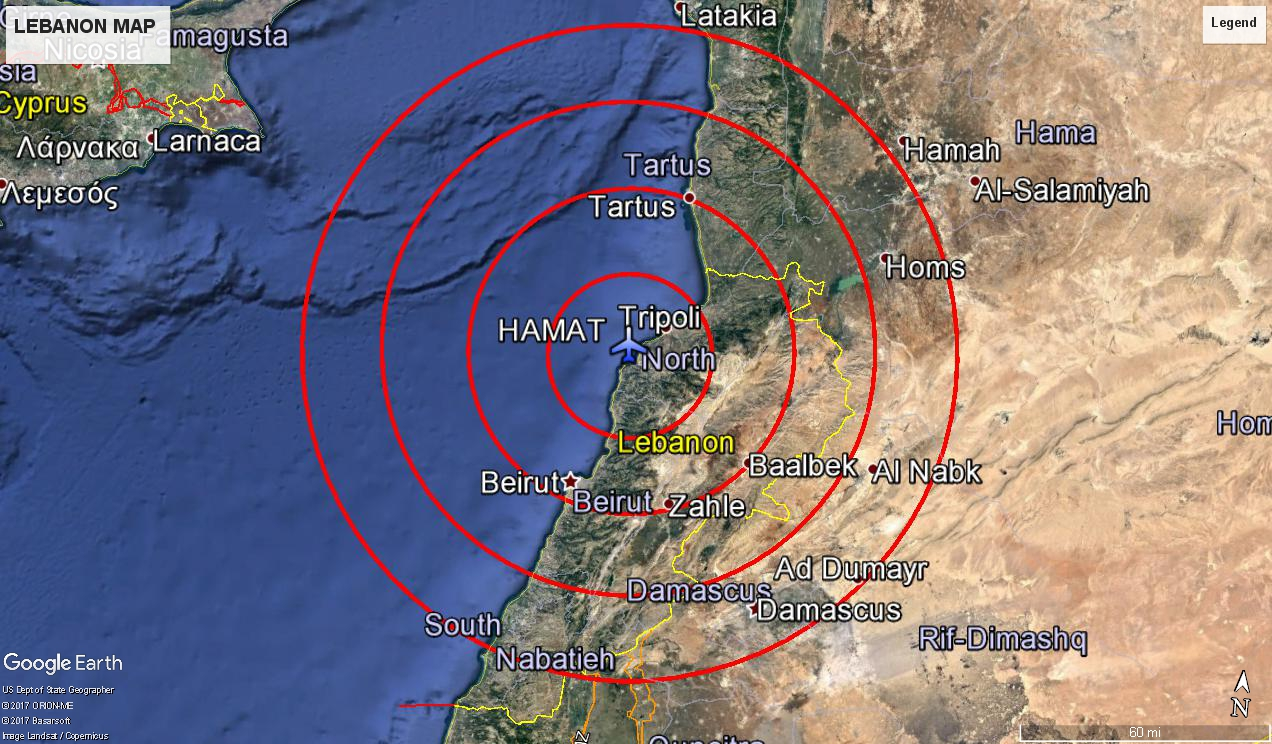 LEBANON MAP
Legend
Latakia
Famagusta
Nicosia
Cyprus
Λάρνακα
Larnaca
Λεμεσός
Tartus
Tartus
Hamah
Hama
Al-Salamiyah
Homs
Tripoli
HAMAT
North
Lebanon
Hom
Baalbek
Al Nabk
Beirut
Beirut
Zahle
Ad Dumayr
Damascus
Damascus
South
Nabatieh
Rif-Dimashq
Google Earth
US Dept of State Geographer
© 2017 ORION-ME
© 2017 Basarsoft
Image Landsat / Copernicus
N
60 mi